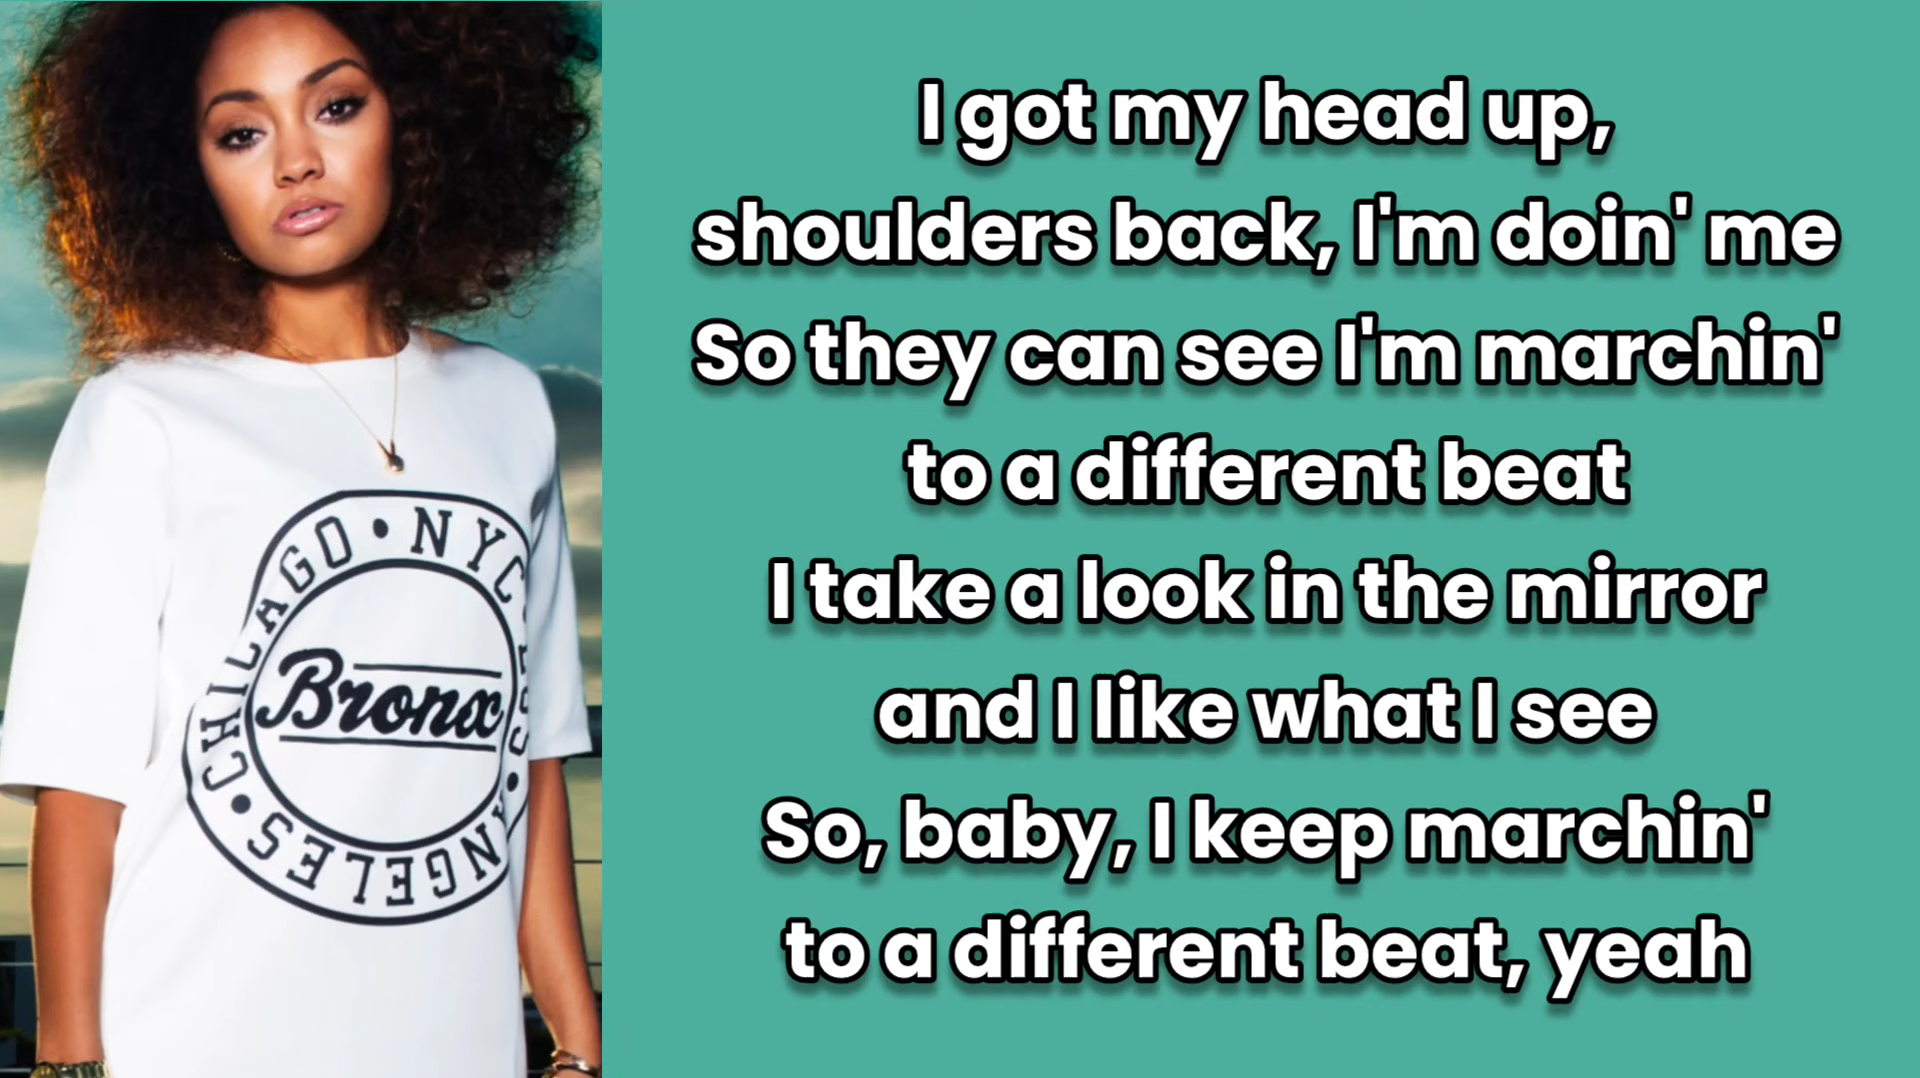 I got my head up,
shoulders back, I'm doin' me
So they can see I'm marchin'
to a different beat
I take a look in the mirror
and I like what I see
So, baby, I keep marchin'
to a different beat, yeah
CHICAGO • NYC • LOS • ANGELES •
Bronx